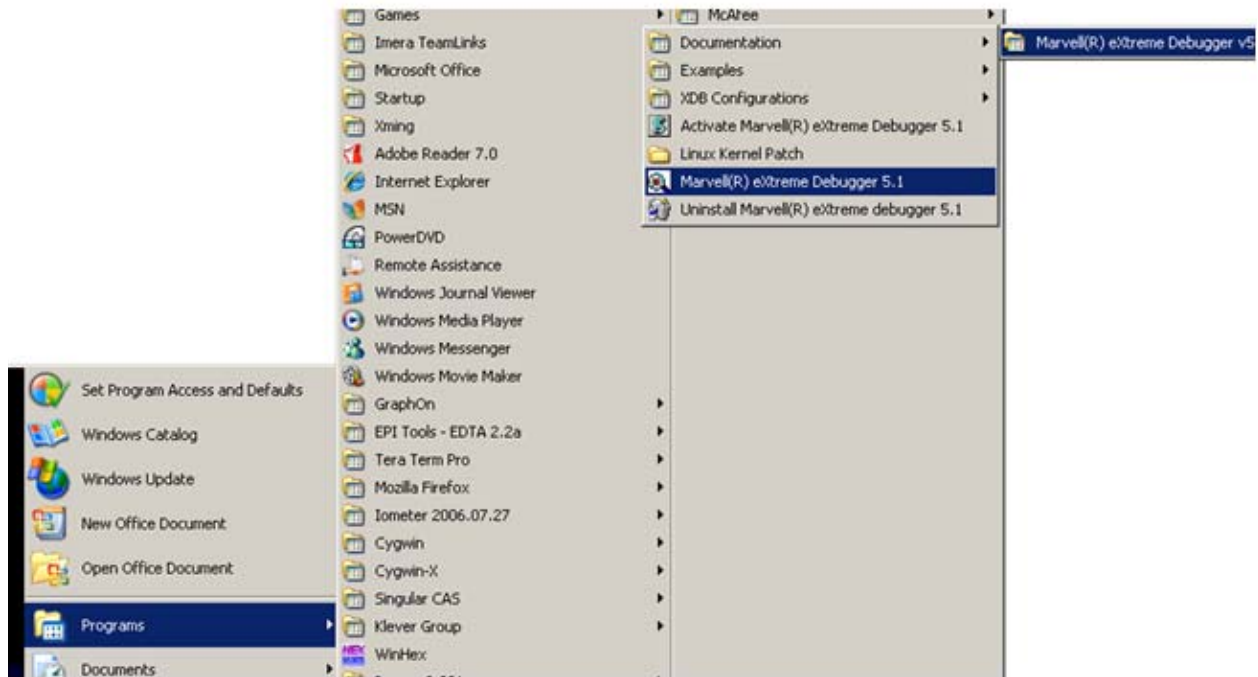 Set Program Access and Defaults
Windows Catalog
Windows Update
New Office Document
Open Office Document
Programs
Documents
Games
Imera TeamLinks
Microsoft Office
Startup
Xming
Adobe Reader 7.0
Internet Explorer
MSN
PowerDVD
Remote Assistance
Windows Journal Viewer
Windows Media Player
Windows Messenger
Windows Movie Maker
GraphOn
EPI Tools - EDTA 2.2a
Tera Term Pro
Mozilla Firefox
Iometer 2006.07.27
Cygwin
Cygwin-X
Singular CAS
Klever Group
WinHex
McAfee
Documentation
Examples
XDB Configurations
Activate Marvell(R) eXtreme Debugger 5.1
Linux Kernel Patch
Marvell(R) eXtreme Debugger 5.1
Uninstall Marvell(R) eXtreme debugger 5.1
Marvell(R) eXtreme Debugger v5